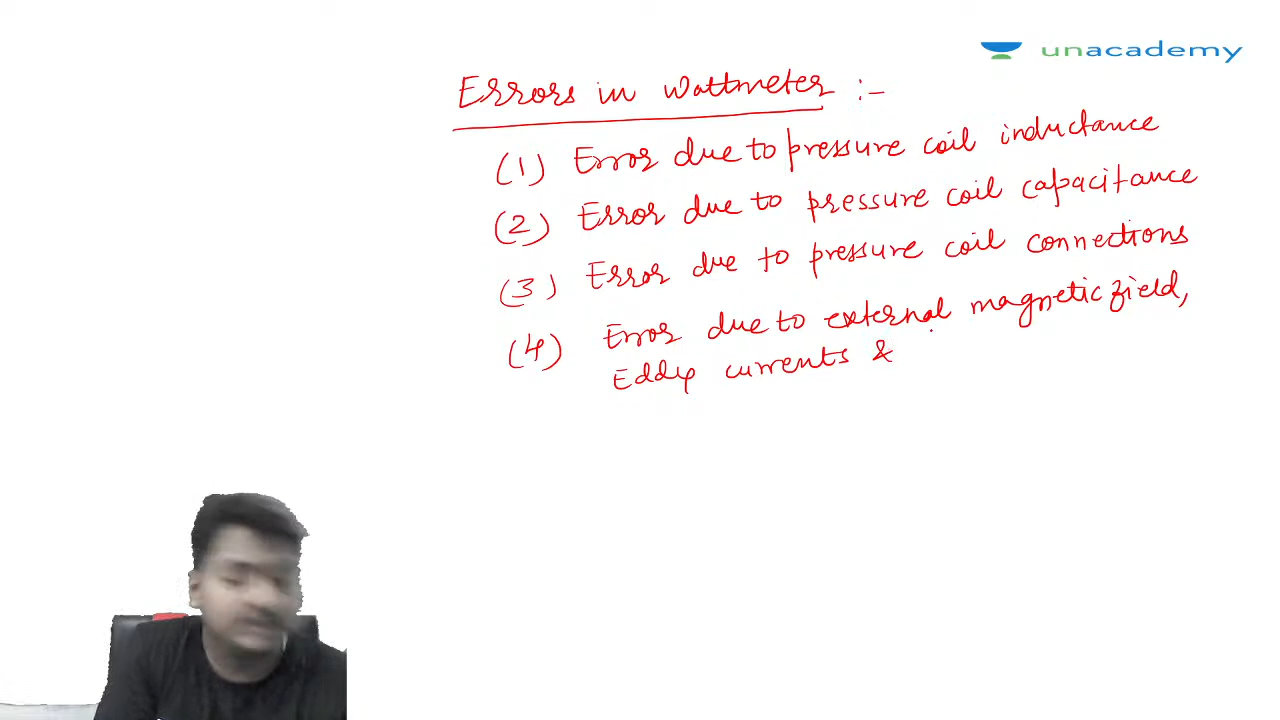 unacademy
Errors in Wattmeter :-
(1) Error due to pressure coil inductance
(2) Error due to pressure coil capacitance
(3) Error due to pressure coil connections
(4) Error due to external magnetic field,
Eddy currents &